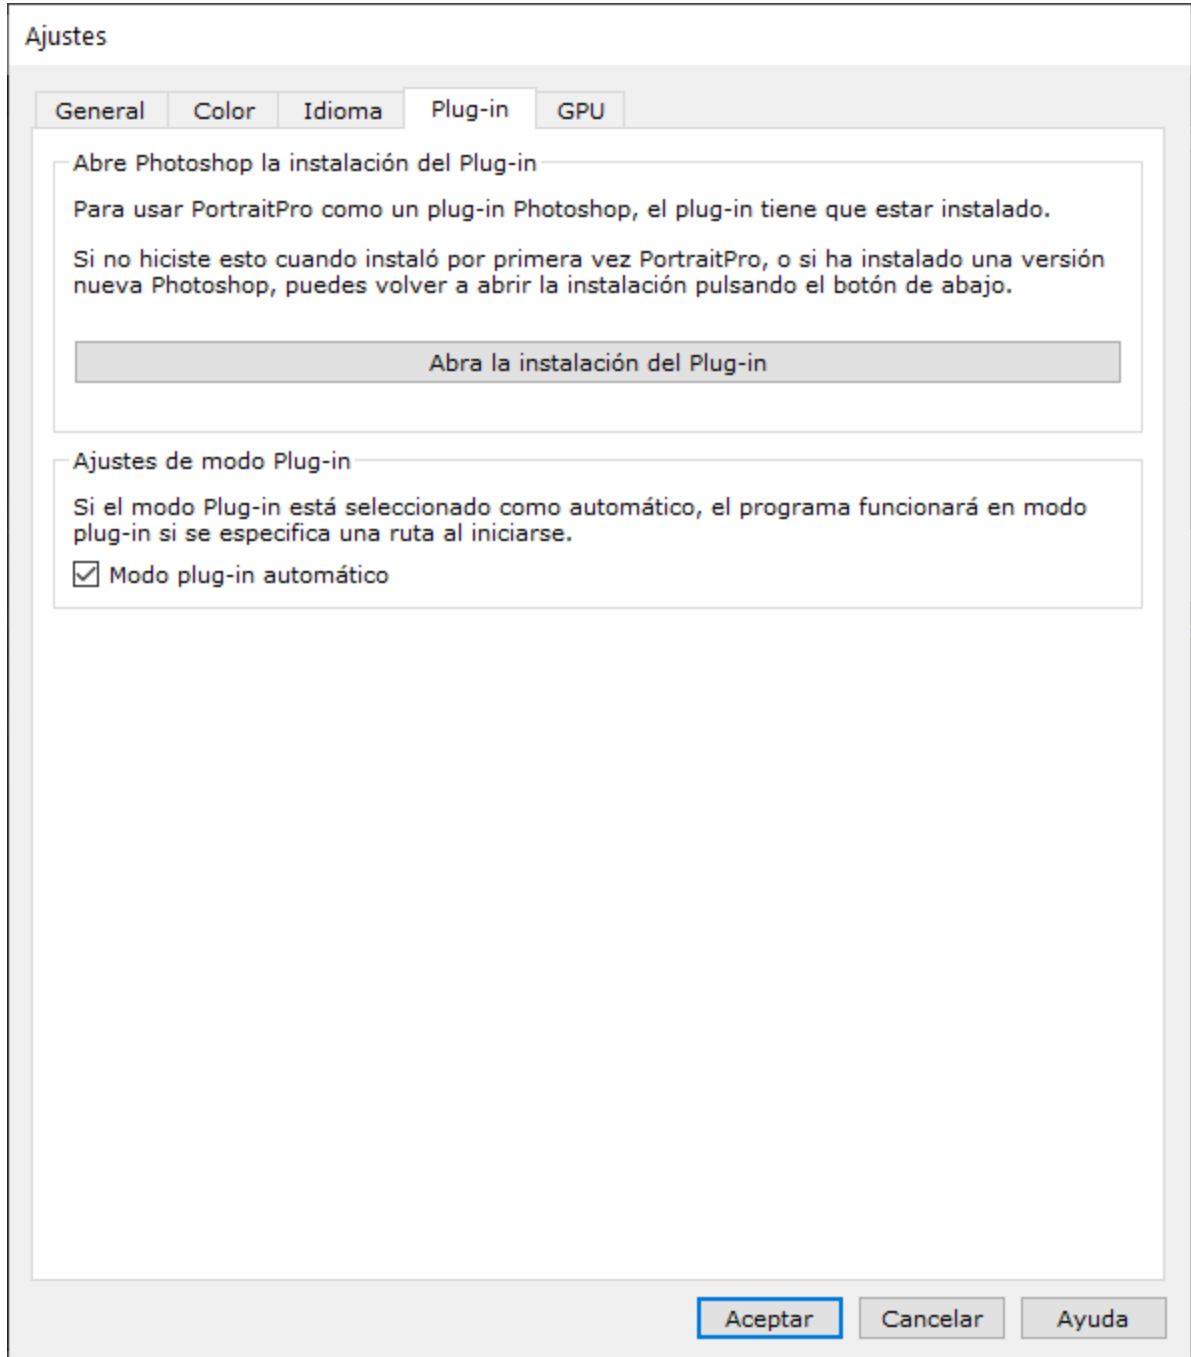 Ajustes
General
Color
Idioma
Plug-in
GPU
Abre Photoshop la instalación del Plug-in
Para usar PortraitPro como un plug-in Photoshop, el plug-in tiene que estar instalado.
Si no hiciste esto cuando instaló por primera vez PortraitPro, o si ha instalado una versión
nueva Photoshop, puedes volver a abrir la instalación pulsando el botón de abajo.
Abra la instalación del Plug-in
Ajustes de modo Plug-in
Si el modo Plug-in está seleccionado como automático, el programa funcionará en modo
plug-in si se especifica una ruta al iniciarse.
Modo plug-in automático
Aceptar
Cancelar
Ayuda